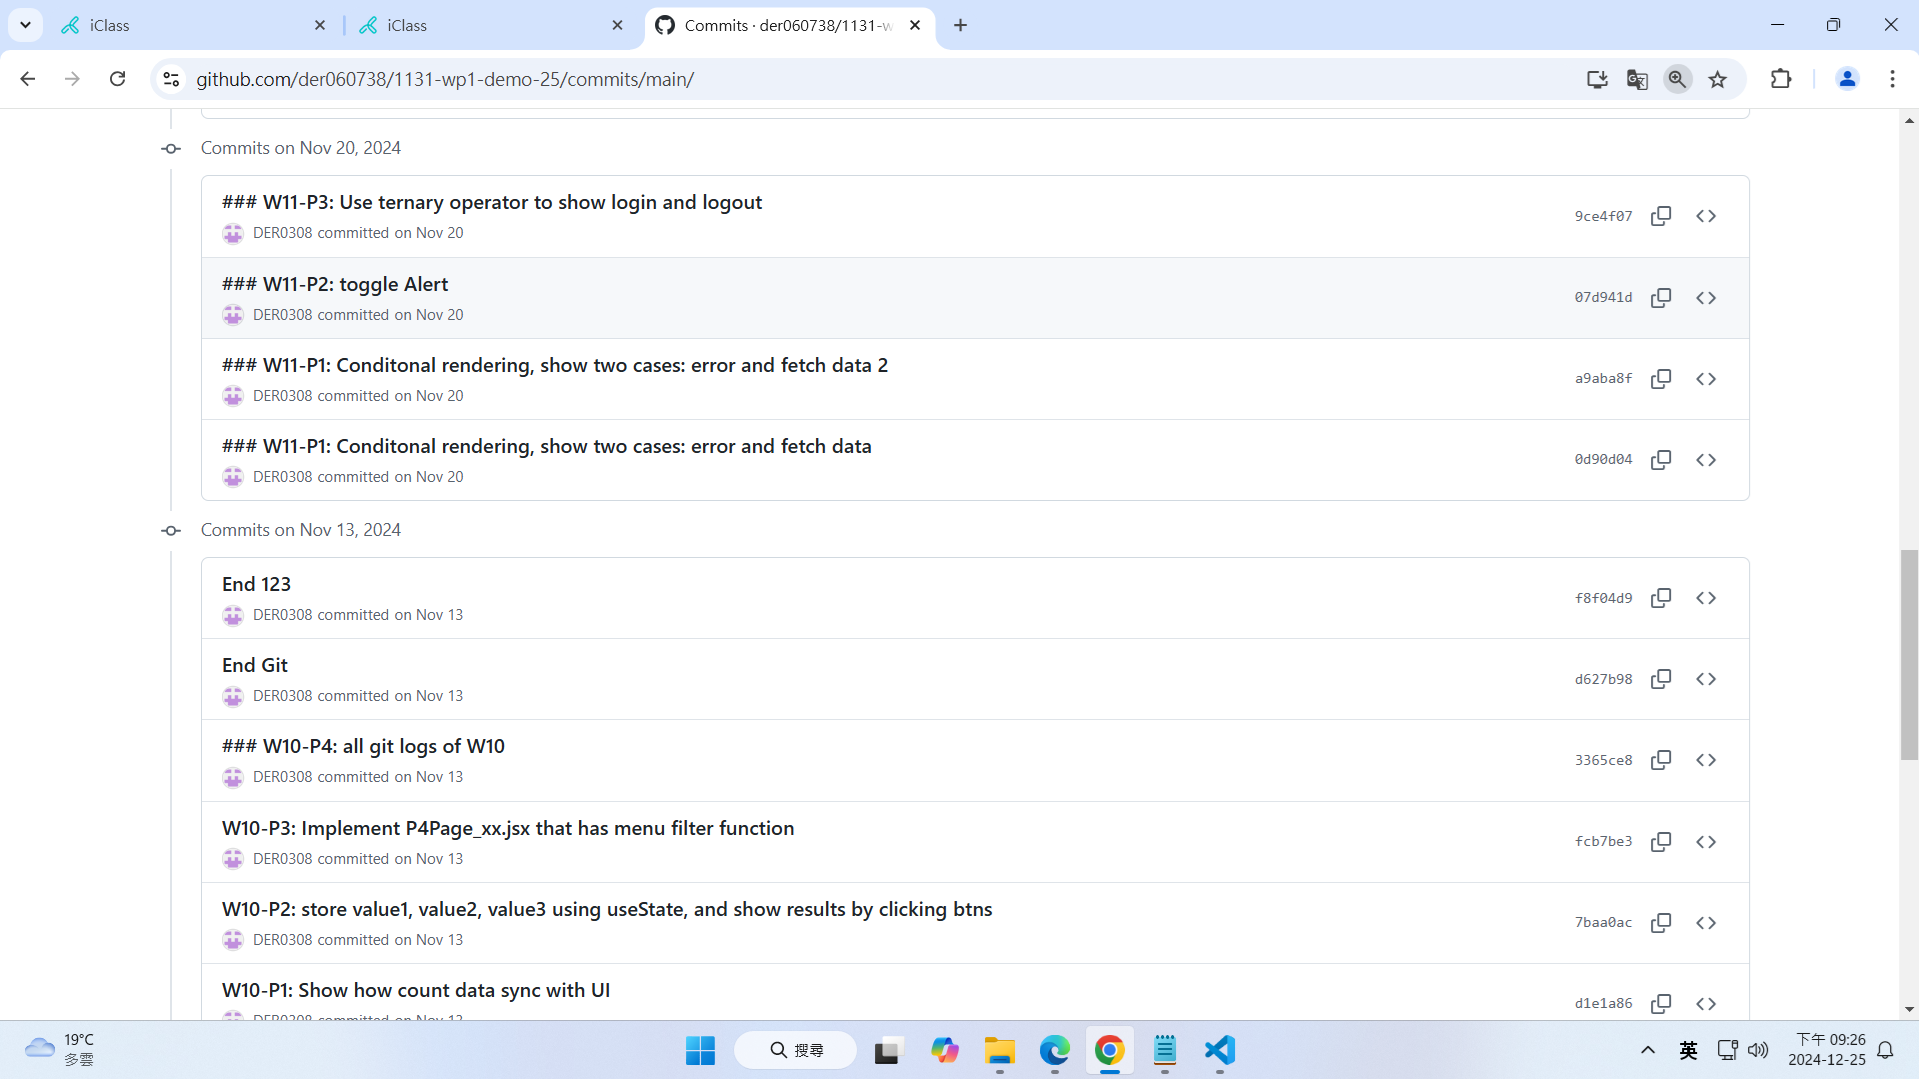 iClass
iClass
Commits · der060738/1131-w
github.com/der060738/1131-wp1-demo-25/commits/main/
Commits on Nov 20, 2024
### W11-P3: Use ternary operator to show login and logout
DER0308 committed on Nov 20
9ce4f07
### W11-P2: toggle Alert
DER0308 committed on Nov 20
07d941d
### W11-P1: Conditonal rendering, show two cases: error and fetch data 2
DER0308 committed on Nov 20
a9aba8f
### W11-P1: Conditonal rendering, show two cases: error and fetch data
DER0308 committed on Nov 20
0d90d04
Commits on Nov 13, 2024
End 123
DER0308 committed on Nov 13
f8f04d9
End Git
DER0308 committed on Nov 13
d627b98
### W10-P4: all git logs of W10
DER0308 committed on Nov 13
3365ce8
W10-P3: Implement P4Page_xx.jsx that has menu filter function
DER0308 committed on Nov 13
fcb7be3
W10-P2: store value1, value2, value3 using useState, and show results by clicking btns
DER0308 committed on Nov 13
7baa0ac
W10-P1: Show how count data sync with UI
DER0308 committed on Nov 13
d1e1a86
19°C
多雲
搜尋
英
下午 09:26
2024-12-25